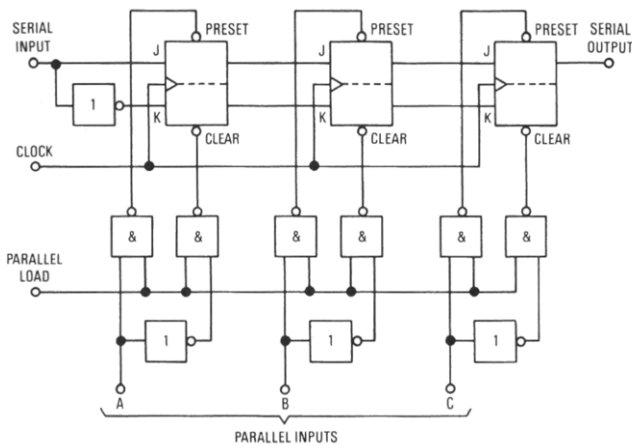 SERIAL
INPUT
PRESET
PRESET
PRESET
SERIAL
OUTPUT
J
J
J
1
K
K
K
CLEAR
CLEAR
CLEAR
CLOCK
&
&
&
&
&
&
PARALLEL
LOAD
1
1
1
A
B
C
PARALLEL INPUTS